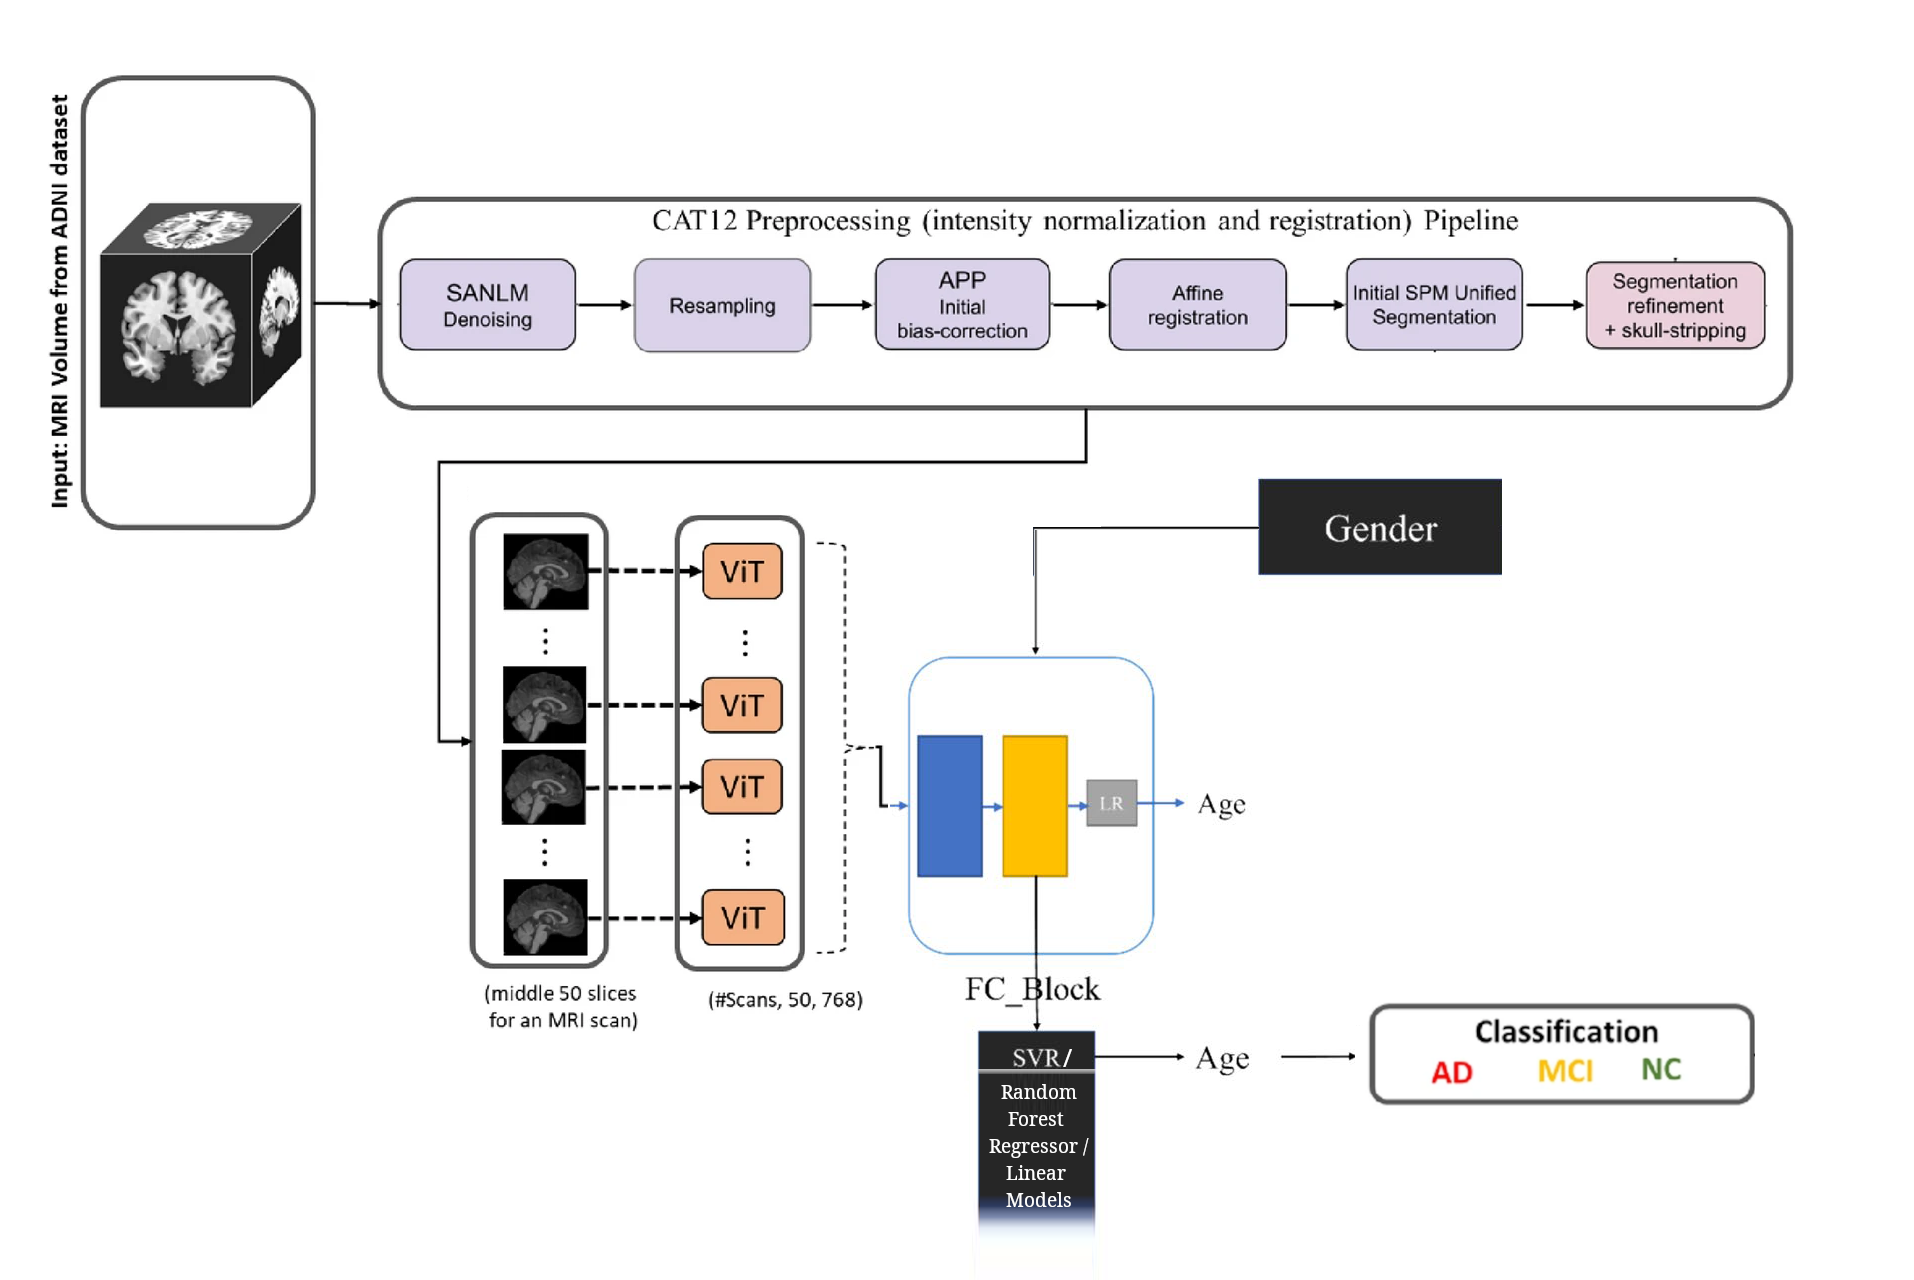 Input: MRI Volume from ADNI dataset
CAT12 Preprocessing (intensity normalization and registration) Pipeline
SANLM
Denoising
Resampling
APP
Initial
bias-correction
Affine
registration
Initial SPM Unified
Segmentation
Segmentation
refinement
+ skull-stripping
Gender
ViT
ViT
ViT
ViT
(middle 50 slices
for an MRI scan)
(#Scans, 50, 768)
LR
Age
FC_Block
SVR/
Random
Forest
Regressor /
Linear
Models
Age
Classification
AD MCI NC